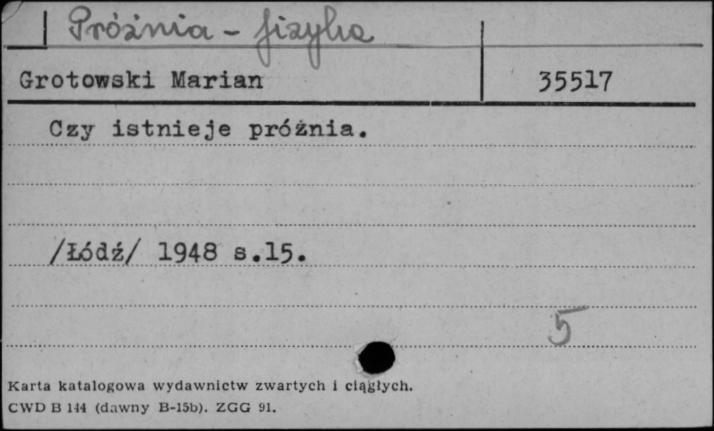 Próżnia - fizyka
Grotowski Marian 35517
Czy istnieje próżnia.
/Łódź/ 1948 s.15.
5
Karta katalogowa wydawnictw zwartych i ciągłych.
CWD B 144 (dawny B-15b). ZGG 91.